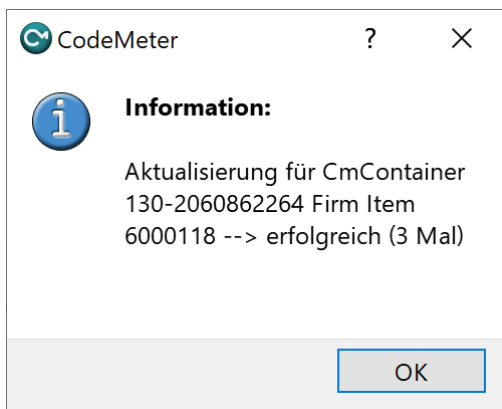 CodeMeter ? X
Information:
Aktualisierung für CmContainer
130-2060862264 Firm Item
6000118 --> erfolgreich (3 Mal)
OK